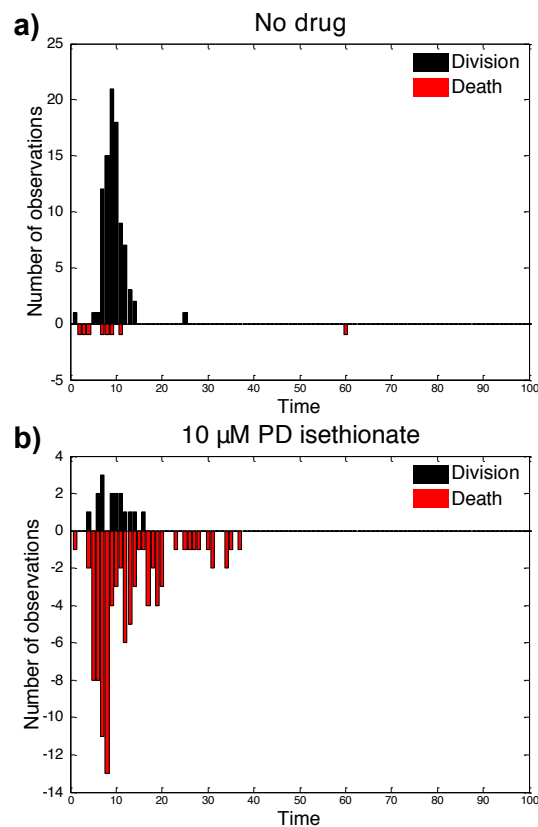 a)
No drug
25
20
15
10
5
0
-5
Number of observations
Division
Death
0 10 20 30 40 50 60 70 80 90 100
Time
b)
10 µM PD isethionate
4
2
0
-2
-4
-6
-8
-10
-12
-14
Number of observations
Division
Death
0 10 20 30 40 50 60 70 80 90 100
Time